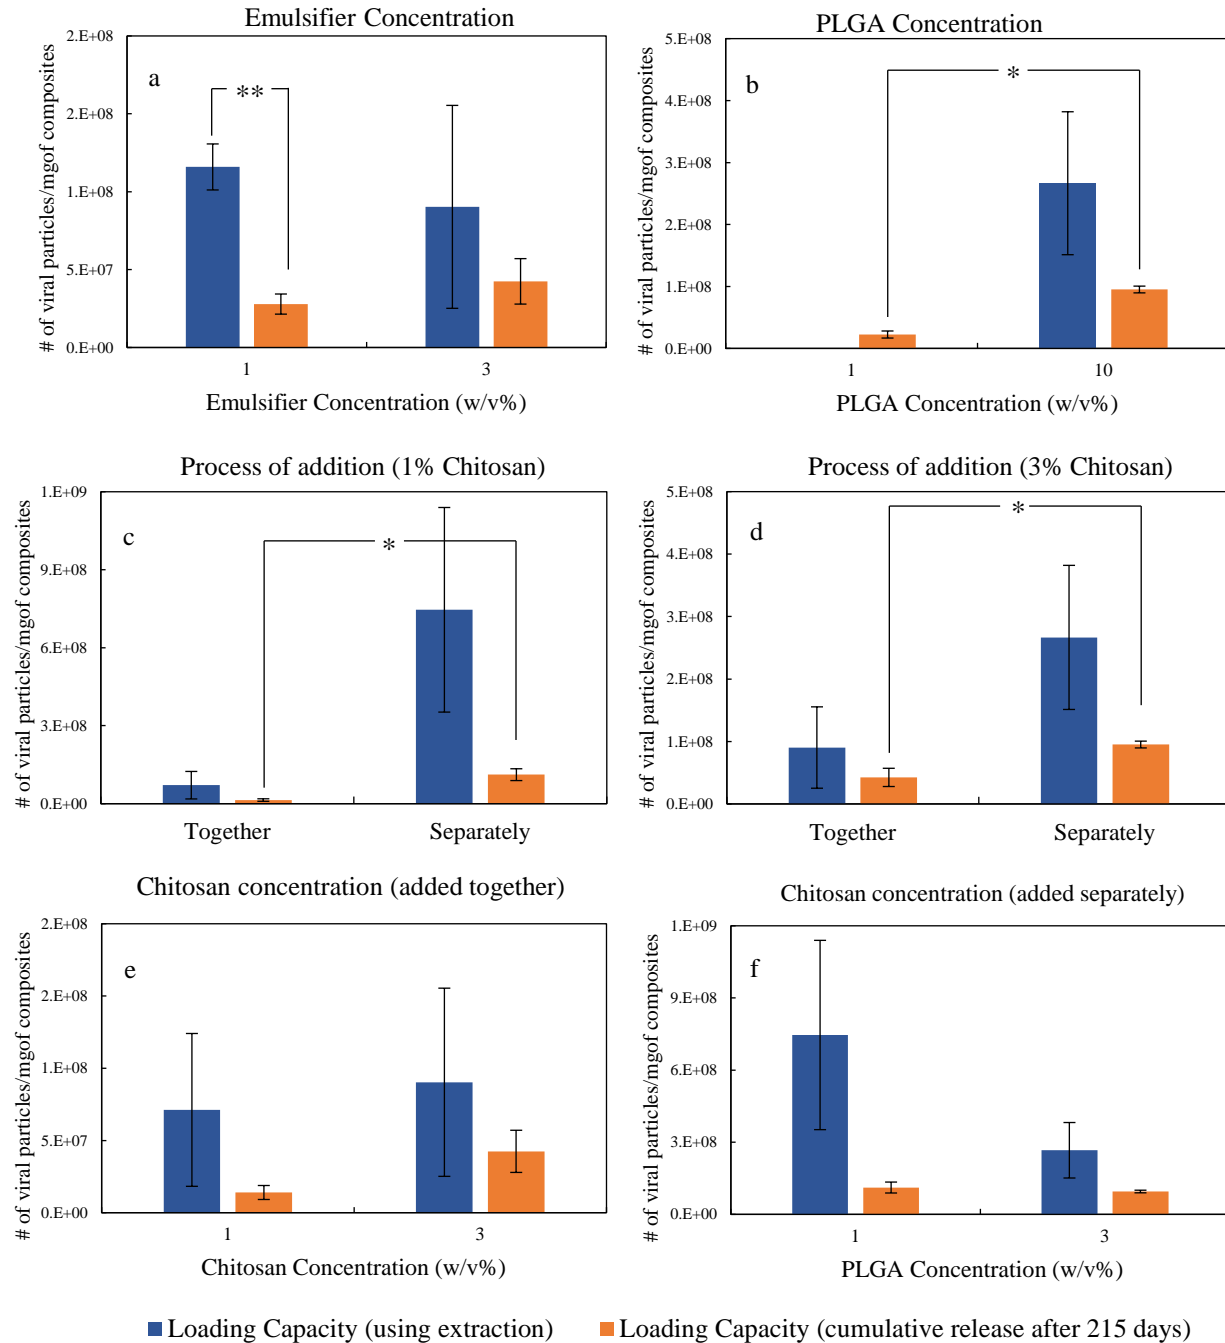 Emulsifier Concentration
# of viral particles/mgof composites
2.E+08
2.E+08
1.E+08
5.E+07
0.E+00
a
**
1
3
Emulsifier Concentration (w/v%)
PLGA Concentration
# of viral particles/mgof composites
5.E+08
4.E+08
3.E+08
2.E+08
1.E+08
0.E+00
b
*
1
10
PLGA Concentration (w/v%)
Process of addition (1% Chitosan)
# of viral particles/mgof composites
1.E+09
9.E+08
6.E+08
3.E+08
0.E+00
c
*
Together
Separately
Process of addition (3% Chitosan)
# of viral particles/mgof composites
5.E+08
4.E+08
3.E+08
2.E+08
1.E+08
0.E+00
d
*
Together
Separately
Chitosan concentration (added together)
# of viral particles/mgof composites
2.E+08
2.E+08
1.E+08
5.E+07
0.E+00
e
1
3
Chitosan Concentration (w/v%)
Chitosan concentration (added separately)
# of viral particles/mgof composites
1.E+09
9.E+08
6.E+08
3.E+08
0.E+00
f
1
3
PLGA Concentration (w/v%)
Loading Capacity (using extraction)
Loading Capacity (cumulative release after 215 days)